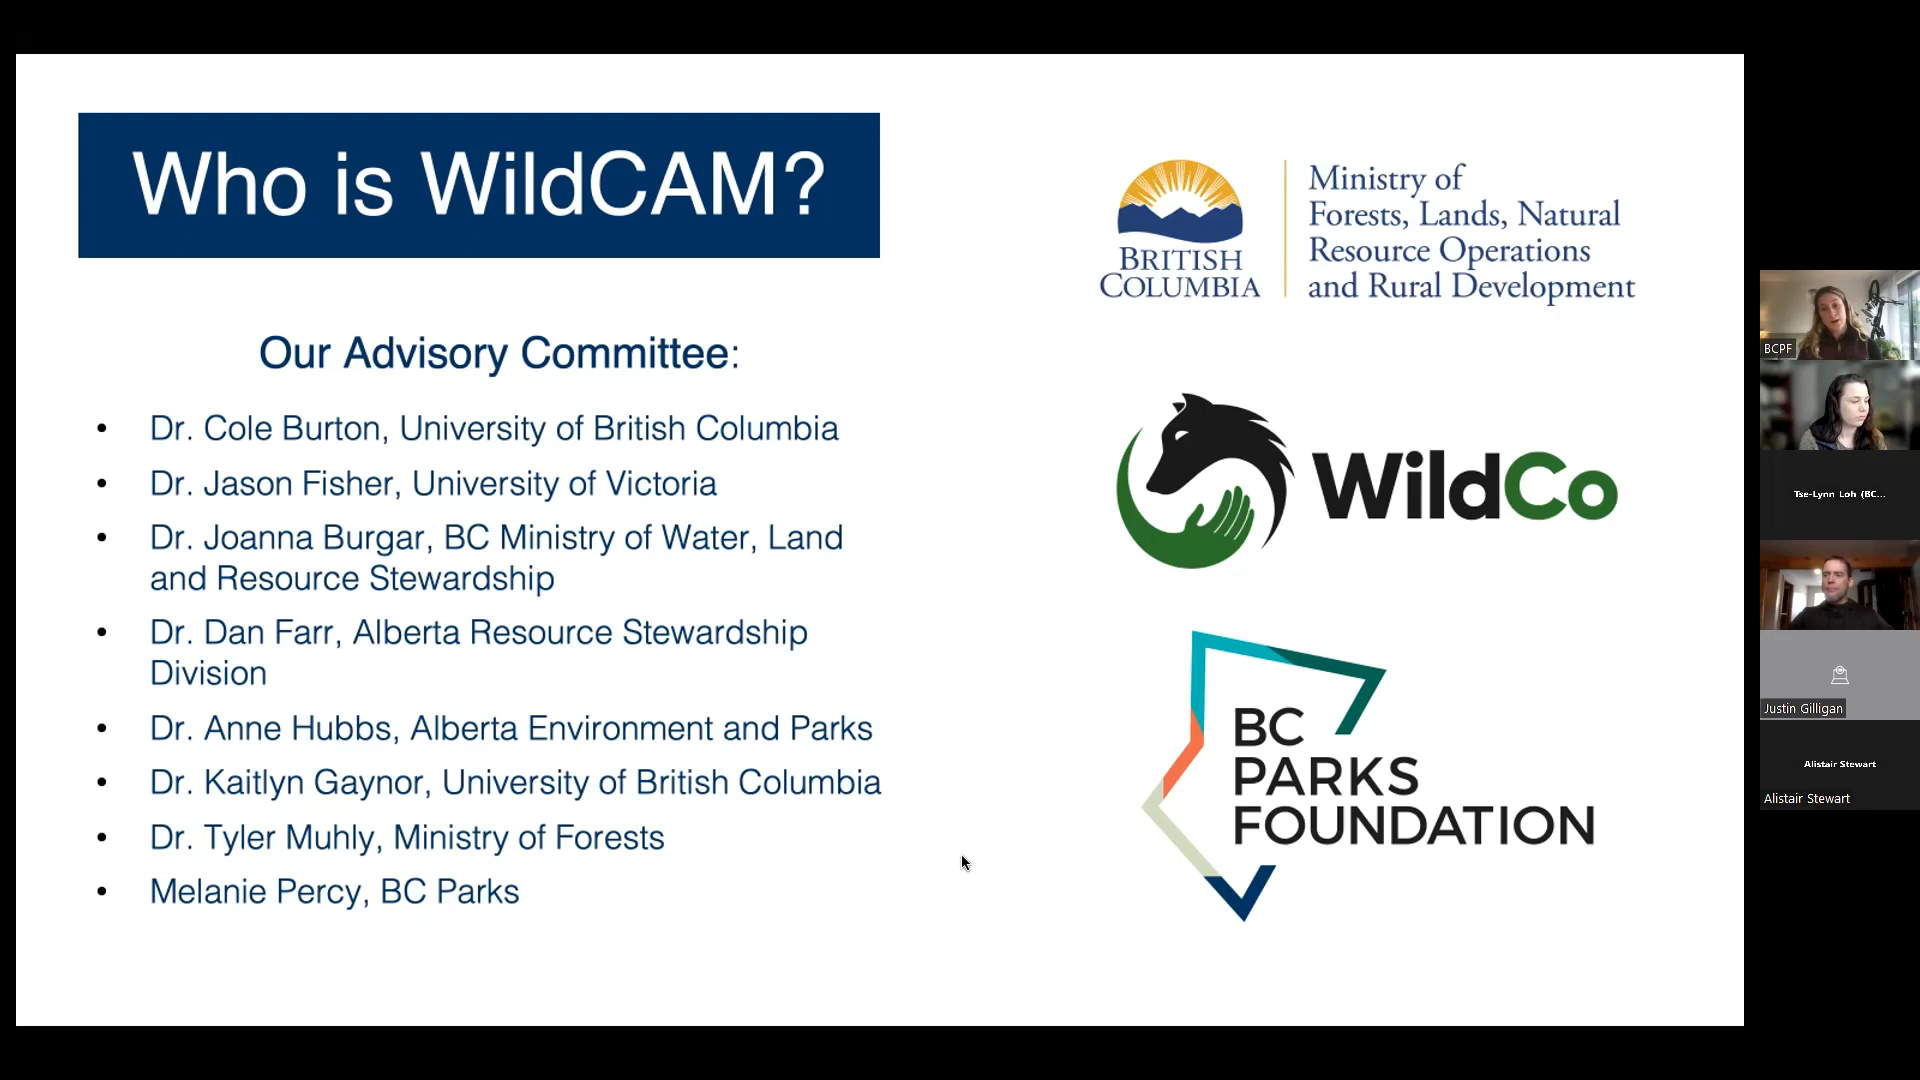 Who is WildCAM?
Our Advisory Committee:
• Dr. Cole Burton, University of British Columbia
• Dr. Jason Fisher, University of Victoria
• Dr. Joanna Burgar, BC Ministry of Water, Land
and Resource Stewardship
• Dr. Dan Farr, Alberta Resource Stewardship
Division
• Dr. Anne Hubbs, Alberta Environment and Parks
• Dr. Kaitlyn Gaynor, University of British Columbia
• Dr. Tyler Muhly, Ministry of Forests
• Melanie Percy, BC Parks
BRITISH
COLUMBIA
Ministry of
Forests, Lands, Natural
Resource Operations
and Rural Development
WildCo
BC
PARKS
FOUNDATION
BCPF
Tse-Lynn Loh (BC...
Justin Gilligan
Alistair Stewart
Alistair Stewart